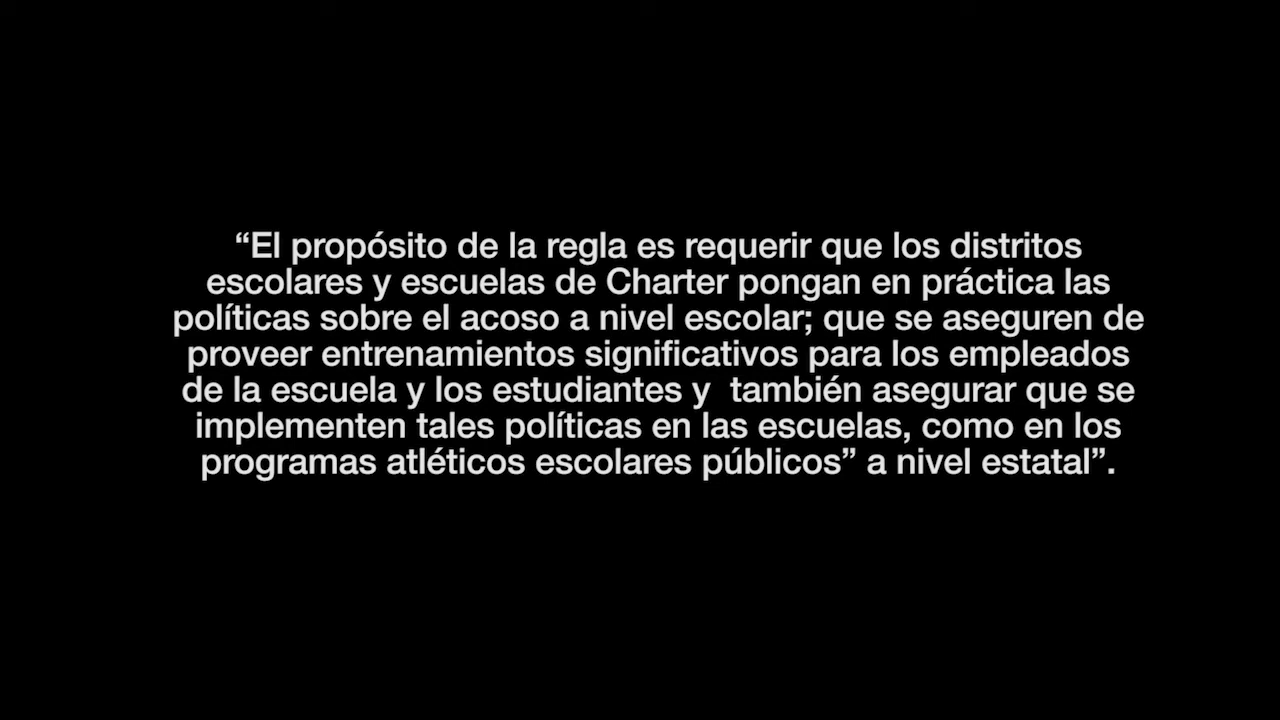 “El propósito de la regla es requerir que los distritos
escolares y escuelas de Charter pongan en práctica las
políticas sobre el acoso a nivel escolar; que se aseguren de
proveer entrenamientos significativos para los empleados
de la escuela y los estudiantes y  también asegurar que se
implementen tales políticas en las escuelas, como en los
programas atléticos escolares públicos” a nivel estatal”.